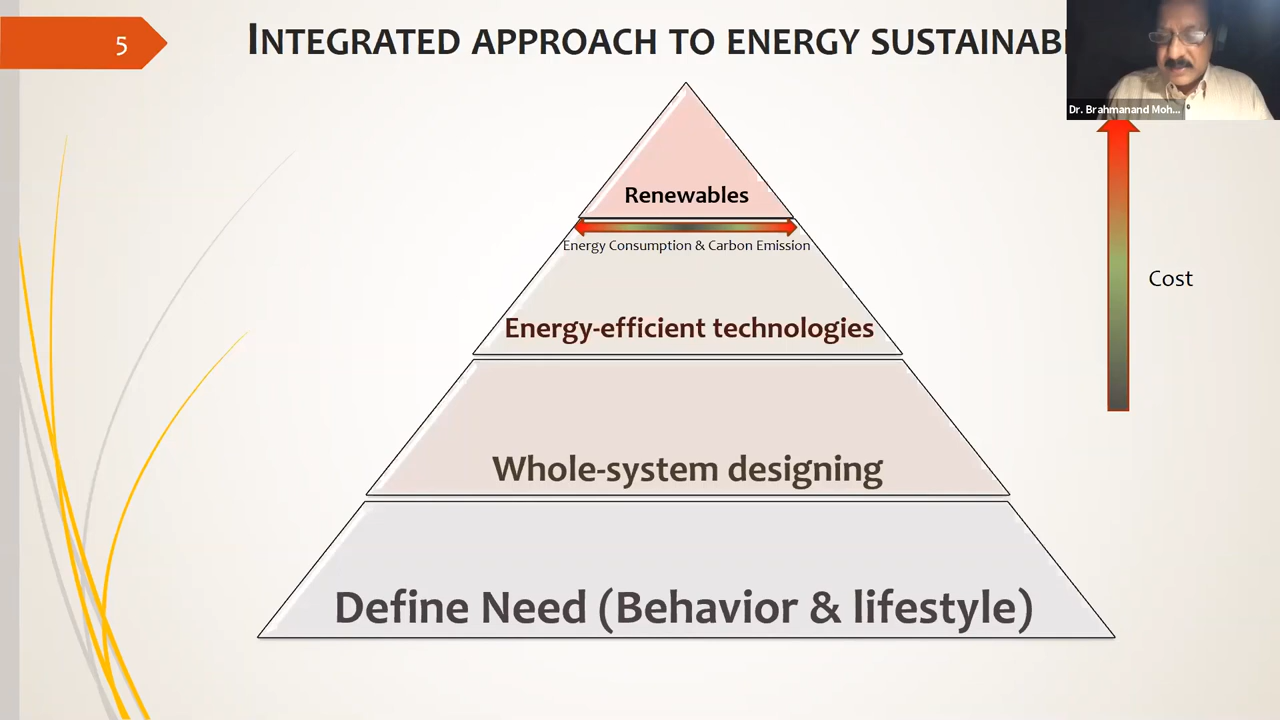 5
INTEGRATED APPROACH TO ENERGY SUSTAINAB
Dr. Brahmanand Moh...
Renewables
Energy Consumption & Carbon Emission
Cost
Energy-efficient technologies
Whole-system designing
Define Need (Behavior & lifestyle)